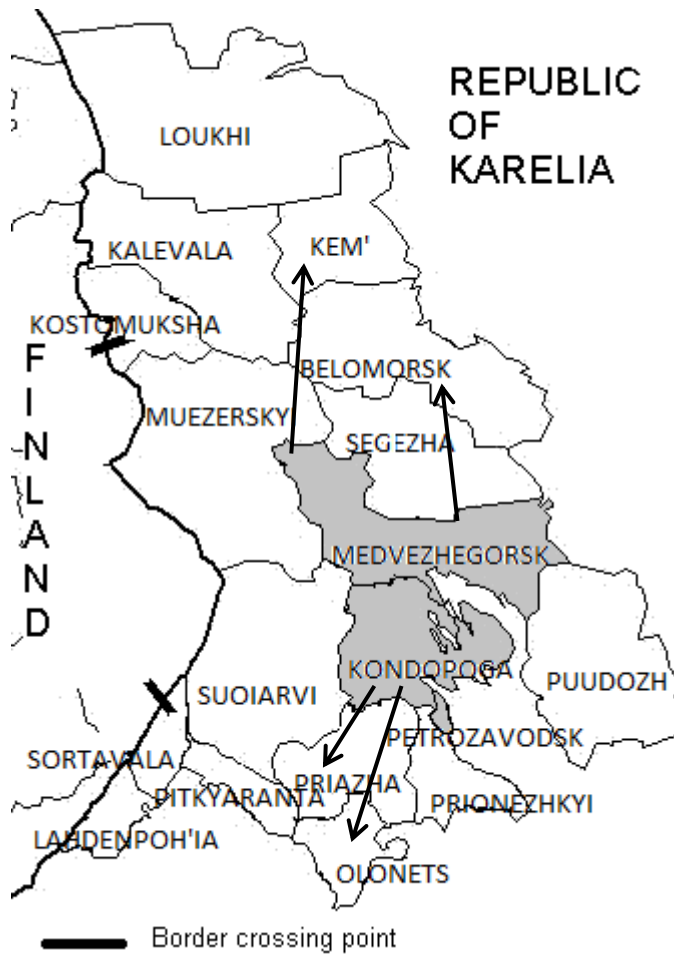 REPUBLIC
OF
KARELIA
LOUKHI
KALEVALA
KEM'
KOSTOMUKSHA
FINLAND
BELOMORSK
MUEZERSKY
SEGEZHA
MEDVEZHEGORSK
KONDOPOGA
PUUDOZH
SUOIARVI
PETROZAVODSK
SORTAVALA
PRIAZHA
PITKYARANTA
PRIONEZHKYI
LAHDENPOH'IA
OLONETS
Border crossing point